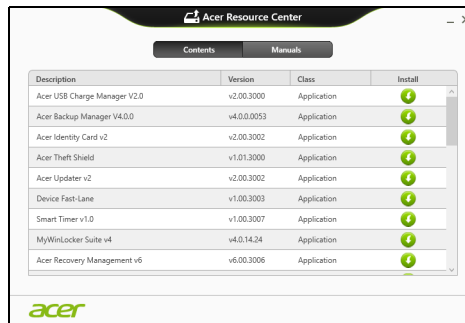 Acer Resource Center
Contents Manuals
Description Version Class Install
Acer USB Charge Manager V2.0 v2.00.3000 Application
Acer Backup Manager V4.0.0 v4.0.0.0053 Application
Acer Identity Card v2 v2.00.3002 Application
Acer Theft Shield v1.01.3000 Application
Acer Updater v2 v2.00.3002 Application
Device Fast-Lane v1.00.3003 Application
Smart Timer v1.0 v1.00.3007 Application
MyWinLocker Suite v4 v4.0.14.24 Application
Acer Recovery Management v6 v6.00.3006 Application
acer